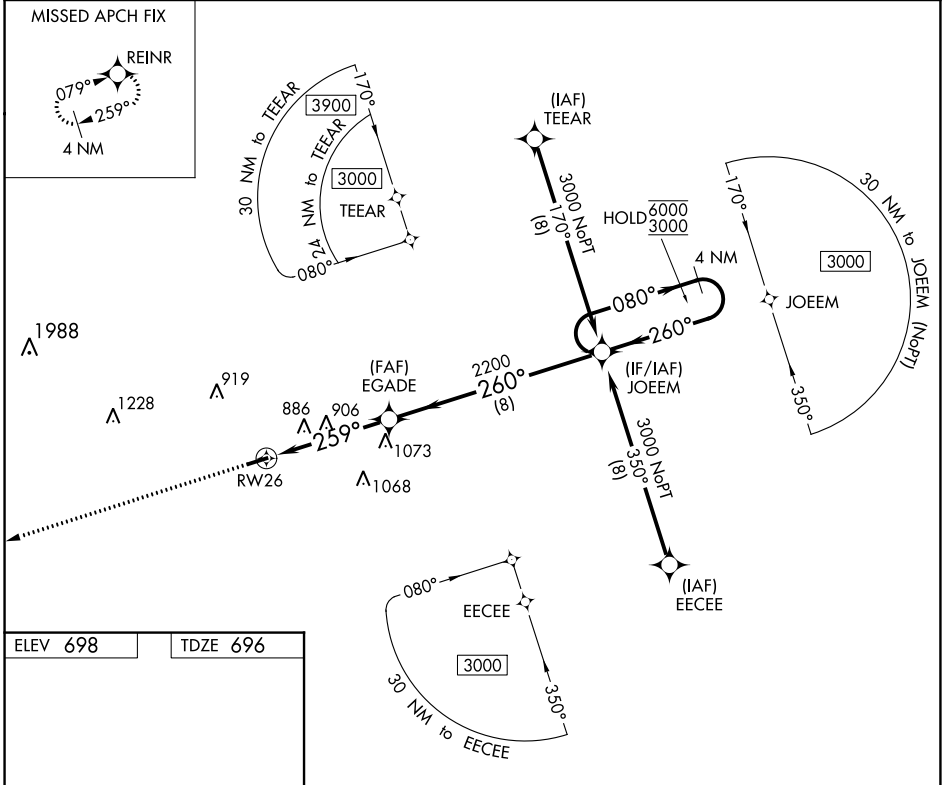 MISSED APCH FIX
REINR
079°
259°
4 NM
30 NM to TEEAR
3900
170°
24 NM to TEEAR
3000
TEEAR
080°
(IAF)
TEEAR
3000 NoPT
170°
(8)
HOLD 6000
3000
4 NM
080°
260°
(IF/IAF)
JOEEM
170°
30 NM to JOEEM (NoPT)
3000
JOEEM
350°
1988
1228
919
886
906
(FAF)
EGADE
2200
260°
(8)
259°
1073
1068
RW26
3000 NoPT
350°
(8)
(IAF)
EECEE
080°
EECEE
3000
350°
30 NM to EECEE
ELEV 698
TDZE 696